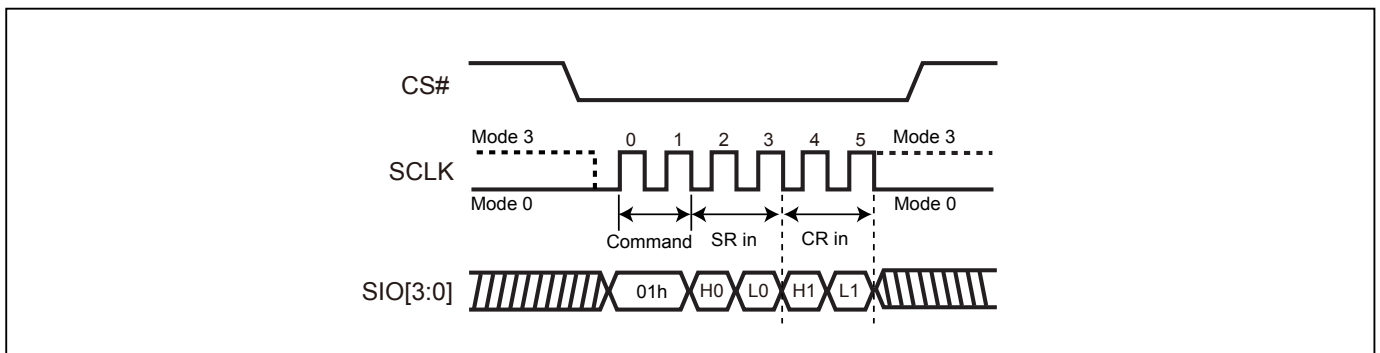 CS#
Mode 3 0 1 2 3 4 5 Mode 3
SCLK
Mode 0 Mode 0
Command SR in CR in
SIO[3:0] 01h H0 L0 H1 L1